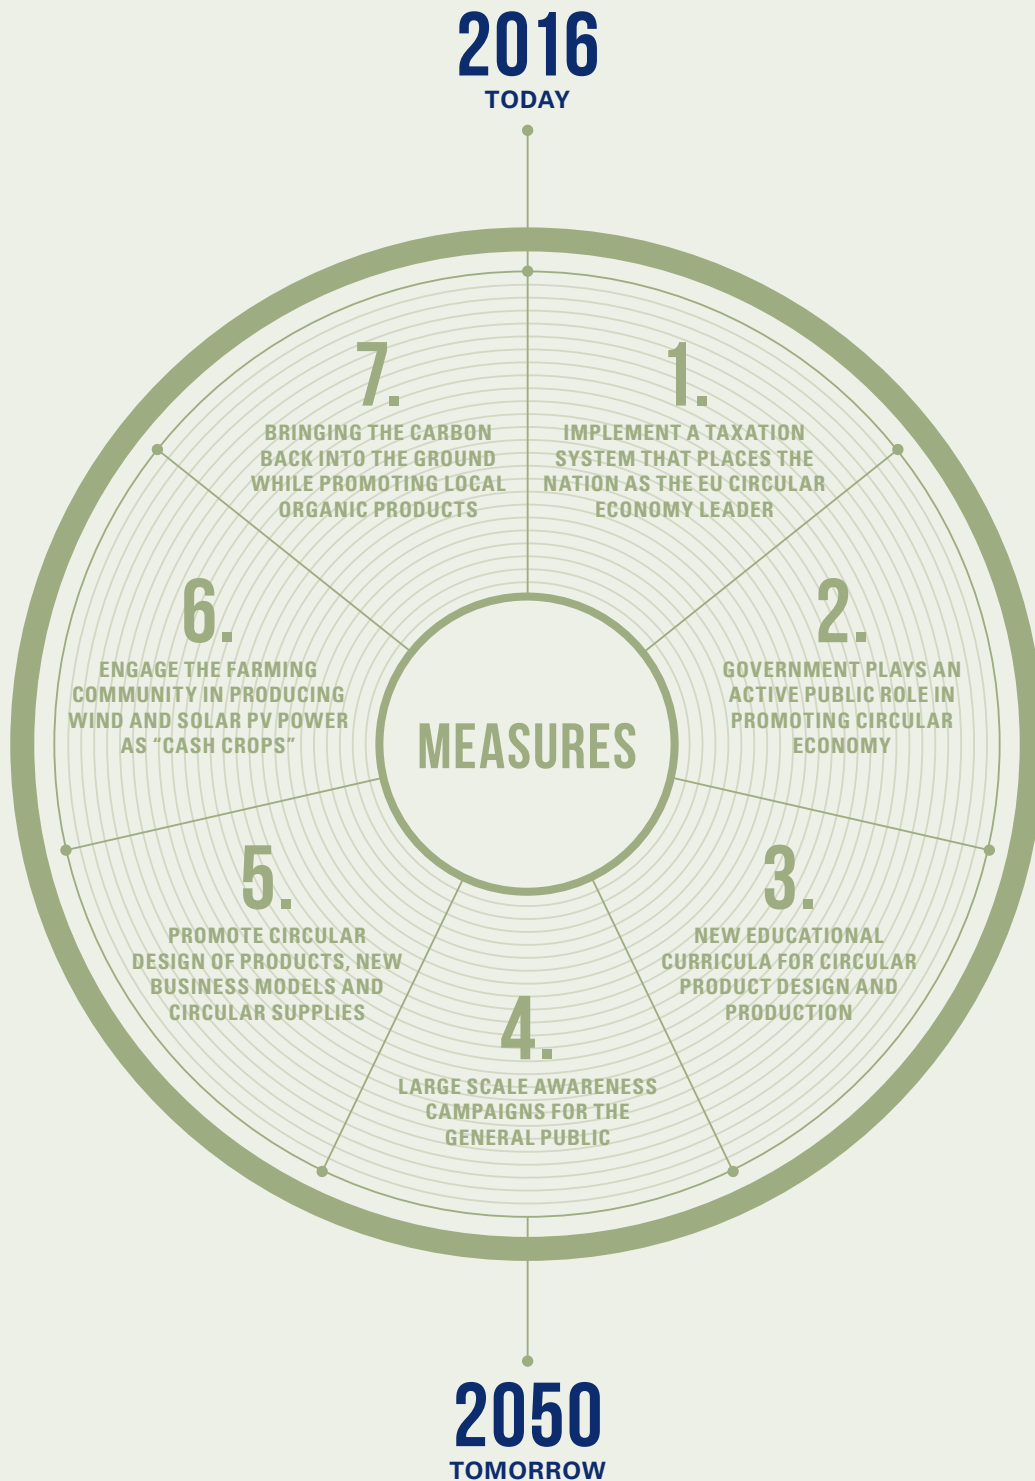 2016
TODAY
7.
BRINGING THE CARBON
BACK INTO THE GROUND
WHILE PROMOTING LOCAL
ORGANIC PRODUCTS
1.
IMPLEMENT A TAXATION
SYSTEM THAT PLACES THE
NATION AS THE EU CIRCULAR
ECONOMY LEADER
6.
ENGAGE THE FARMING
COMMUNITY IN PRODUCING
WIND AND SOLAR PV POWER
AS “CASH CROPS”
MEASURES
2.
GOVERNMENT PLAYS AN
ACTIVE PUBLIC ROLE IN
PROMOTING CIRCULAR
ECONOMY
5.
PROMOTE CIRCULAR
DESIGN OF PRODUCTS, NEW
BUSINESS MODELS AND
CIRCULAR SUPPLIES
3.
NEW EDUCATIONAL
CURRICULA FOR CIRCULAR
PRODUCT DESIGN AND
PRODUCTION
4.
LARGE SCALE AWARENESS
CAMPAIGNS FOR THE
GENERAL PUBLIC
2050
TOMORROW